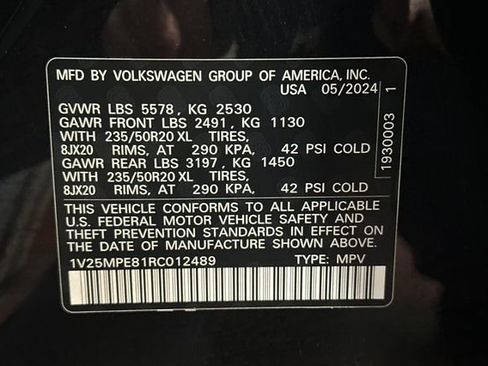 MFD BY VOLKSWAGEN GROUP OF AMERICA, INC.
USA 05/2024
GVWR LBS 5578, KG 2530
GAWR FRONT LBS 2491, KG 1130
WITH 235/50R20 XL TIRES,
8JX20 RIMS, AT 290 KPA, 42 PSI COLD
GAWR REAR LBS 3197, KG 1450
WITH 235/50R20 XL TIRES,
8JX20 RIMS, AT 290 KPA, 42 PSI COLD
THIS VEHICLE CONFORMS TO ALL APPLICABLE
U.S. FEDERAL MOTOR VEHICLE SAFETY AND
THEFT PREVENTION STANDARDS IN EFFECT ON
THE DATE OF MANUFACTURE SHOWN ABOVE.
1V25MPE81RC012489 TYPE: MPV
1930003 1